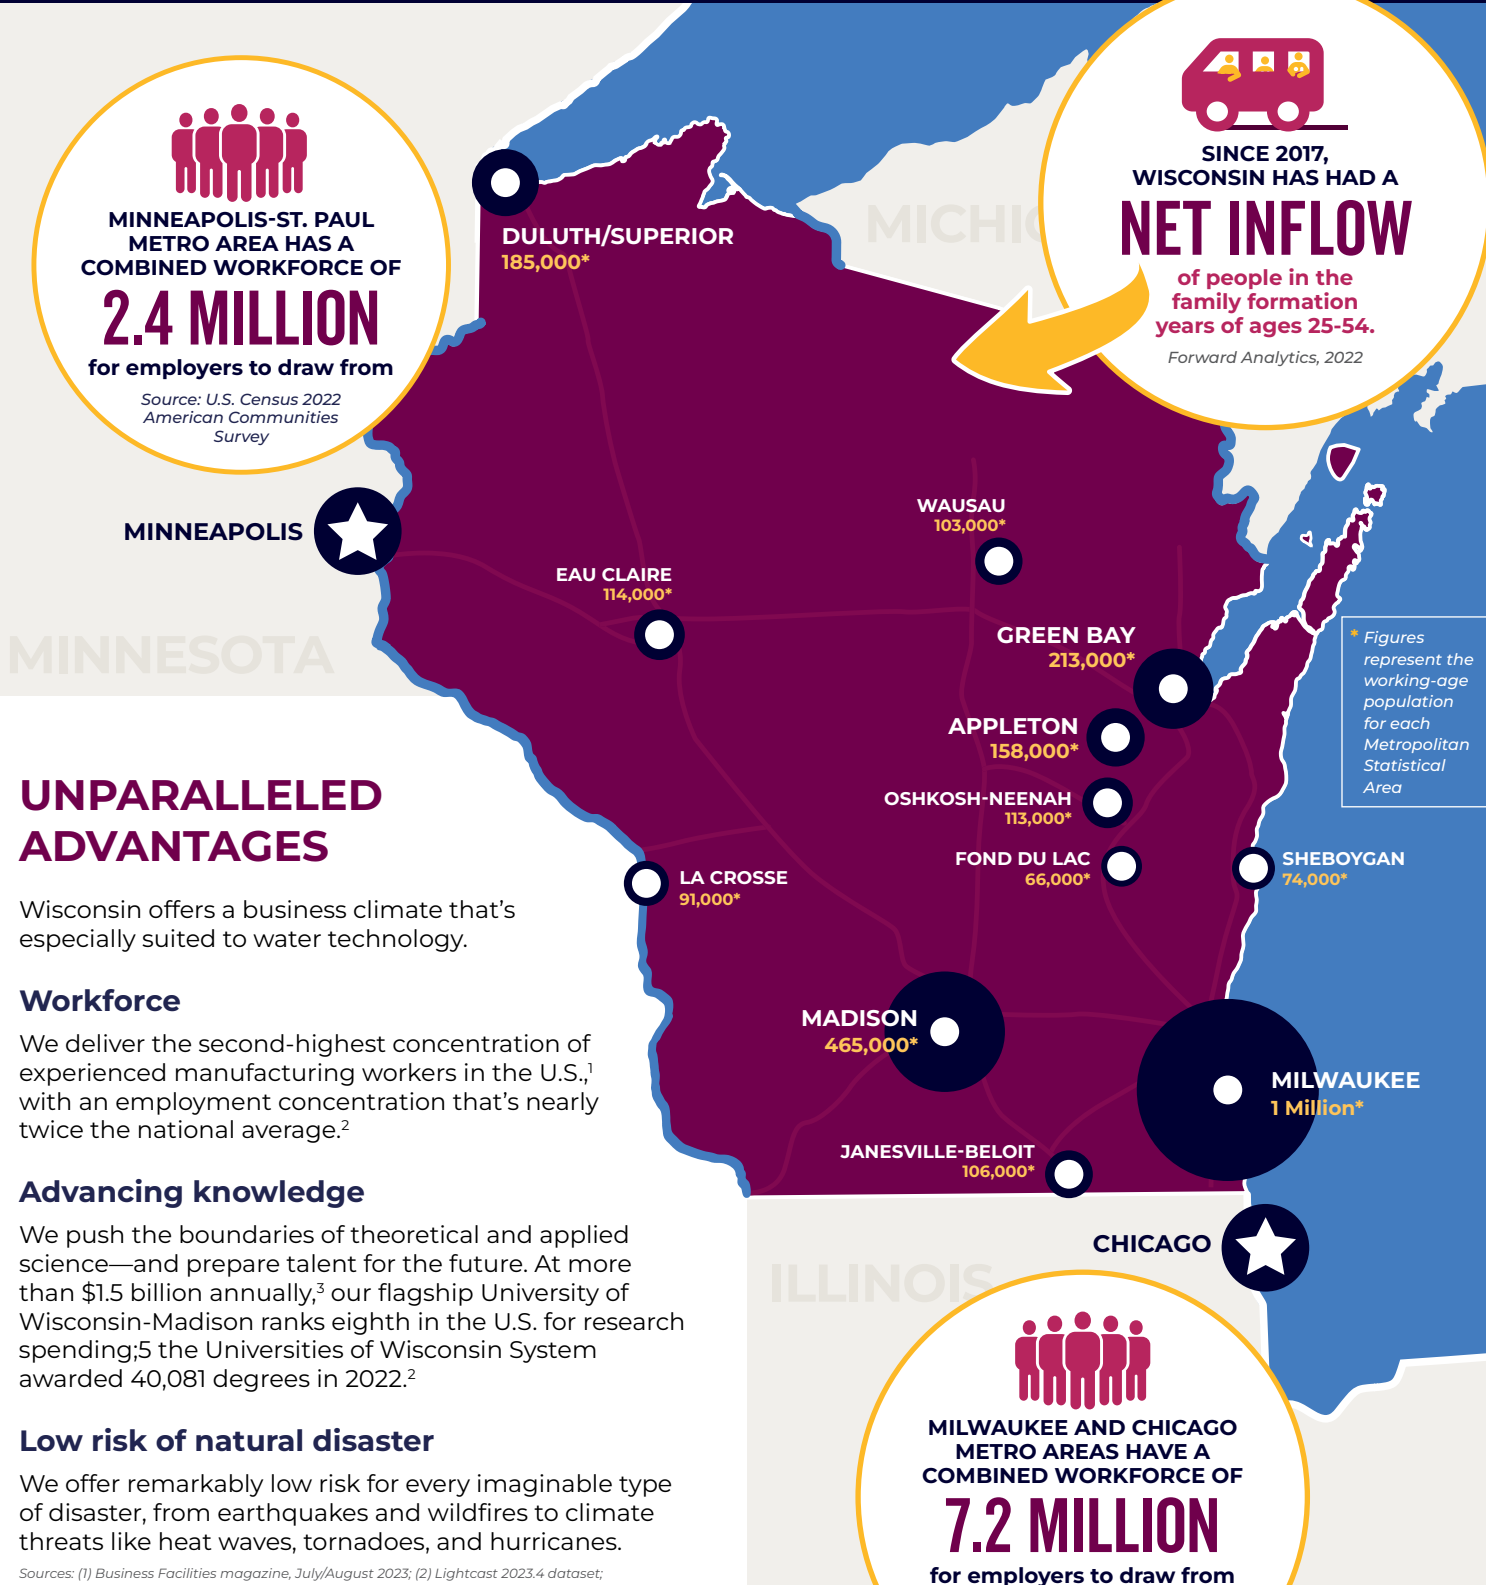 MINNEAPOLIS-ST. PAUL
METRO AREA HAS A
COMBINED WORKFORCE OF
2.4 MILLION
for employers to draw from
Source: U.S. Census 2022
American Communities
Survey
SINCE 2017,
WISCONSIN HAS HAD A
NET INFLOW
of people in the
family formation
years of ages 25-54.
Forward Analytics, 2022
DULUTH/SUPERIOR
185,000*
MINNEAPOLIS
MINNESOTA
WAUSAU
103,000*
EAU CLAIRE
114,000*
GREEN BAY
213,000*
APPLETON
158,000*
OSHKOSH-NEENAH
113,000*
FOND DU LAC
66,000*
SHEBOYGAN
74,000*
LA CROSSE
91,000*
MADISON
465,000*
MILWAUKEE
1 Million*
JANESVILLE-BELOIT
106,000*
CHICAGO
ILLINOIS
* Figures
represent the
working-age
population
for each
Metropolitan
Statistical
Area
UNPARALLELED
ADVANTAGES
Wisconsin offers a business climate that’s
especially suited to water technology.
Workforce
We deliver the second-highest concentration of
experienced manufacturing workers in the U.S.,¹
with an employment concentration that’s nearly
twice the national average.²
Advancing knowledge
We push the boundaries of theoretical and applied
science—and prepare talent for the future. At more
than $1.5 billion annually,³ our flagship University of
Wisconsin-Madison ranks eighth in the U.S. for research
spending;5 the Universities of Wisconsin System
awarded 40,081 degrees in 2022.²
Low risk of natural disaster
We offer remarkably low risk for every imaginable type
of disaster, from earthquakes and wildfires to climate
threats like heat waves, tornadoes, and hurricanes.
Sources: (1) Business Facilities magazine, July/August 2023; (2) Lightcast 2023.4 dataset;
MILWAUKEE AND CHICAGO
METRO AREAS HAVE A
COMBINED WORKFORCE OF
7.2 MILLION
for employers to draw from